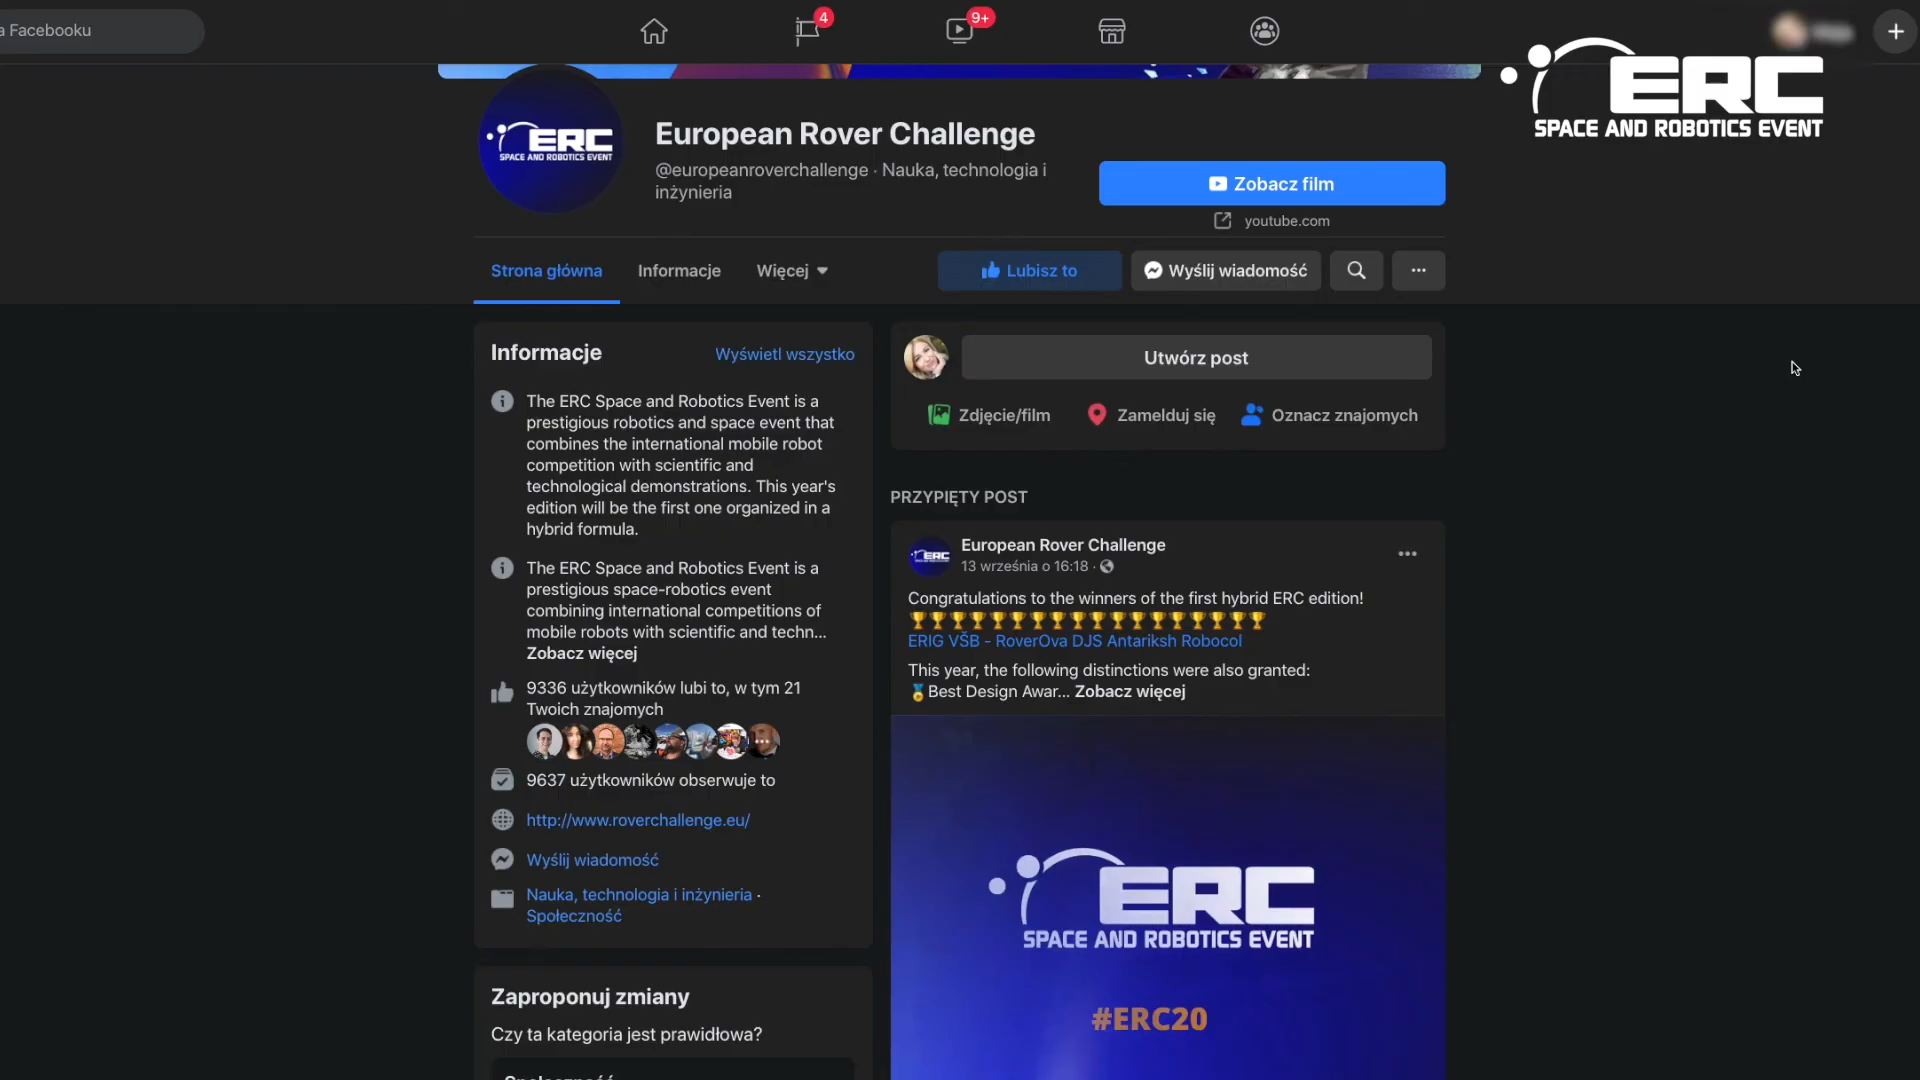 a Facebooku
4
9+
ERC
SPACE AND ROBOTICS EVENT
ERC
SPACE AND ROBOTICS EVENT
European Rover Challenge
@europeanroverchallenge · Nauka, technologia i
inżynieria
Zobacz film
youtube.com
Strona główna
Informacje
Więcej
Lubisz to
Wyślij wiadomość
Informacje
Wyświetl wszystko
The ERC Space and Robotics Event is a
prestigious robotics and space event that
combines the international mobile robot
competition with scientific and
technological demonstrations. This year's
edition will be the first one organized in a
hybrid formula.
The ERC Space and Robotics Event is a
prestigious space-robotics event
combining international competitions of
mobile robots with scientific and techn...
Zobacz więcej
9336 użytkowników lubi to, w tym 21
Twoich znajomych
9637 użytkowników obserwuje to
http://www.roverchallenge.eu/
Wyślij wiadomość
Nauka, technologia i inżynieria ·
Społeczność
Zaproponuj zmiany
Czy ta kategoria jest prawidłowa?
Społeczność
Utwórz post
Zdjęcie/film
Zamelduj się
Oznacz znajomych
PRZYPIĘTY POST
ERC
European Rover Challenge
13 września o 16:18 ·
Congratulations to the winners of the first hybrid ERC edition!
🏆🏆🏆🏆🏆🏆🏆🏆🏆🏆🏆🏆🏆🏆🏆🏆🏆🏆
ERIG VŠB - RoverOva DJS Antariksh Robocol
This year, the following distinctions were also granted:
🏅Best Design Awar... Zobacz więcej
ERC
SPACE AND ROBOTICS EVENT
#ERC20